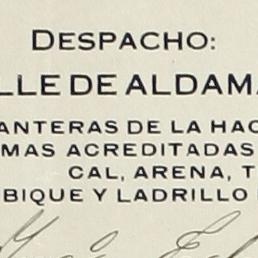 DESPACHO:
LLE DE ALDAMA
ANTERAS DE LA HAC
MAS ACREDITADAS
CAL, ARENA, T
BIQUE Y LADRILLO